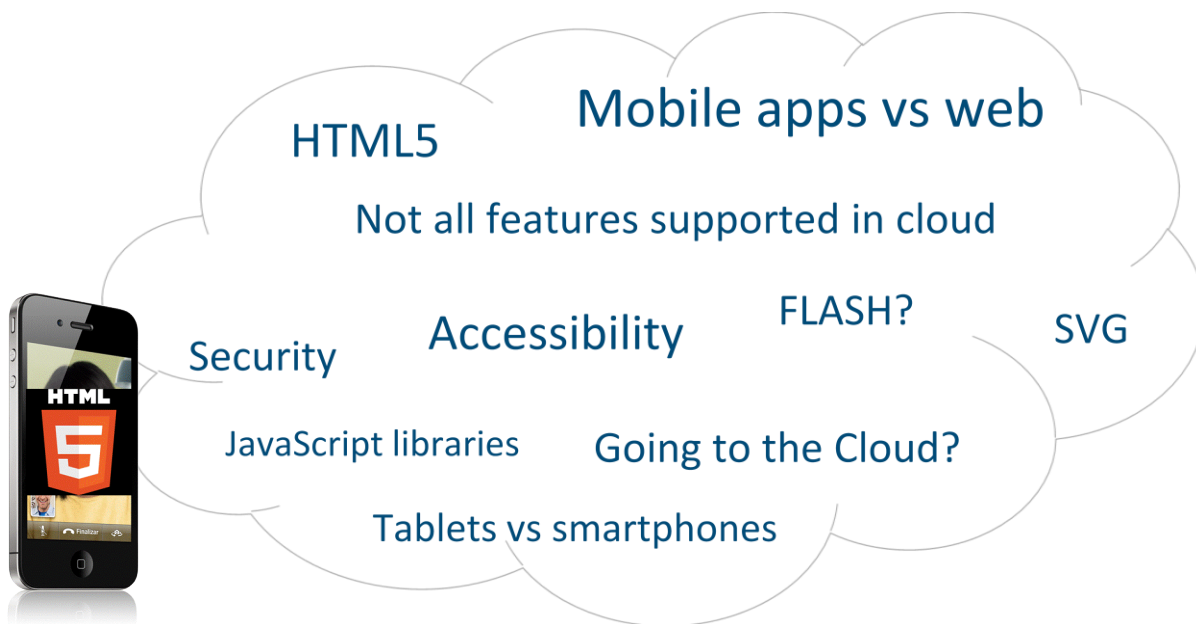 Mobile apps vs web
HTML5
Not all features supported in cloud
FLASH?
Accessibility
SVG
Security
HTML
5
JavaScript libraries
Going to the Cloud?
Tablets vs smartphones
Finalizar